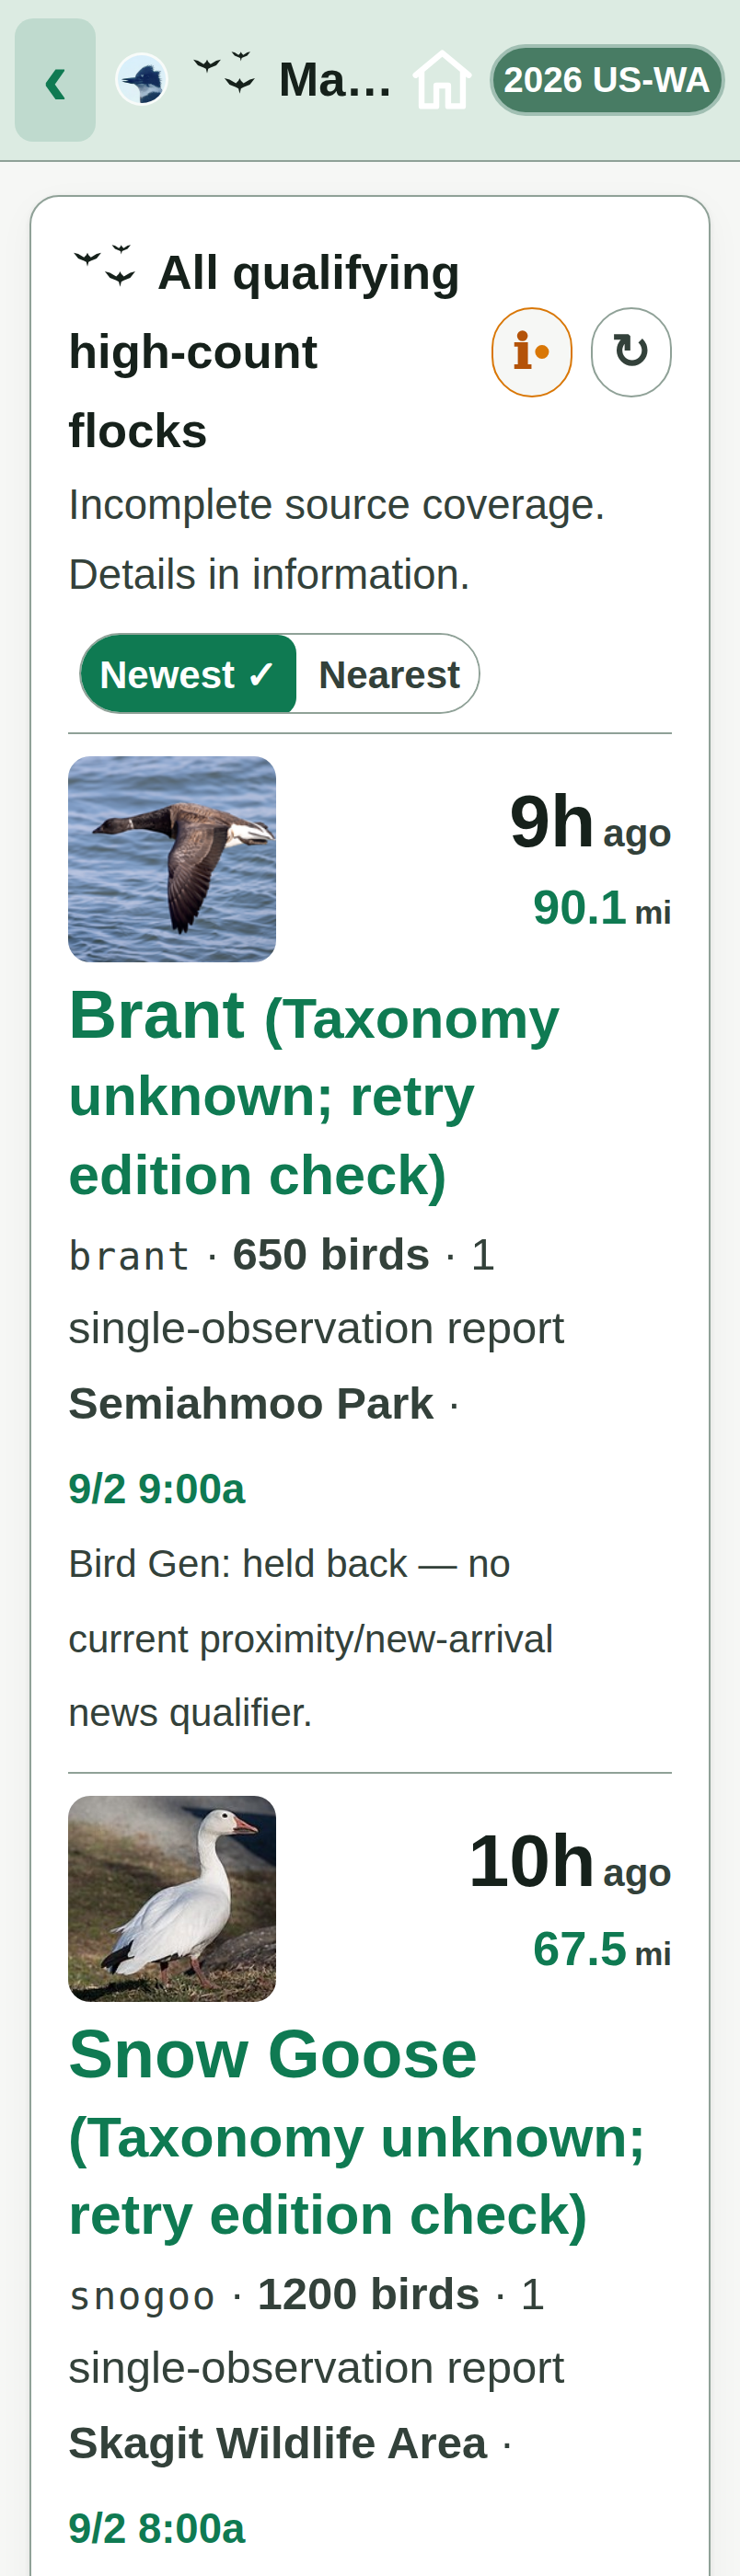 ‹ Ma... 2026 US-WA
All qualifying
high-count
flocks
i• ↻
Incomplete source coverage.
Details in information.
Newest ✓ Nearest
9h ago
90.1 mi
Brant (Taxonomy
unknown; retry
edition check)
brant · 650 birds · 1
single-observation report
Semiahmoo Park ·
9/2 9:00a
Bird Gen: held back — no
current proximity/new-arrival
news qualifier.
10h ago
67.5 mi
Snow Goose
(Taxonomy unknown;
retry edition check)
snogoo · 1200 birds · 1
single-observation report
Skagit Wildlife Area ·
9/2 8:00a